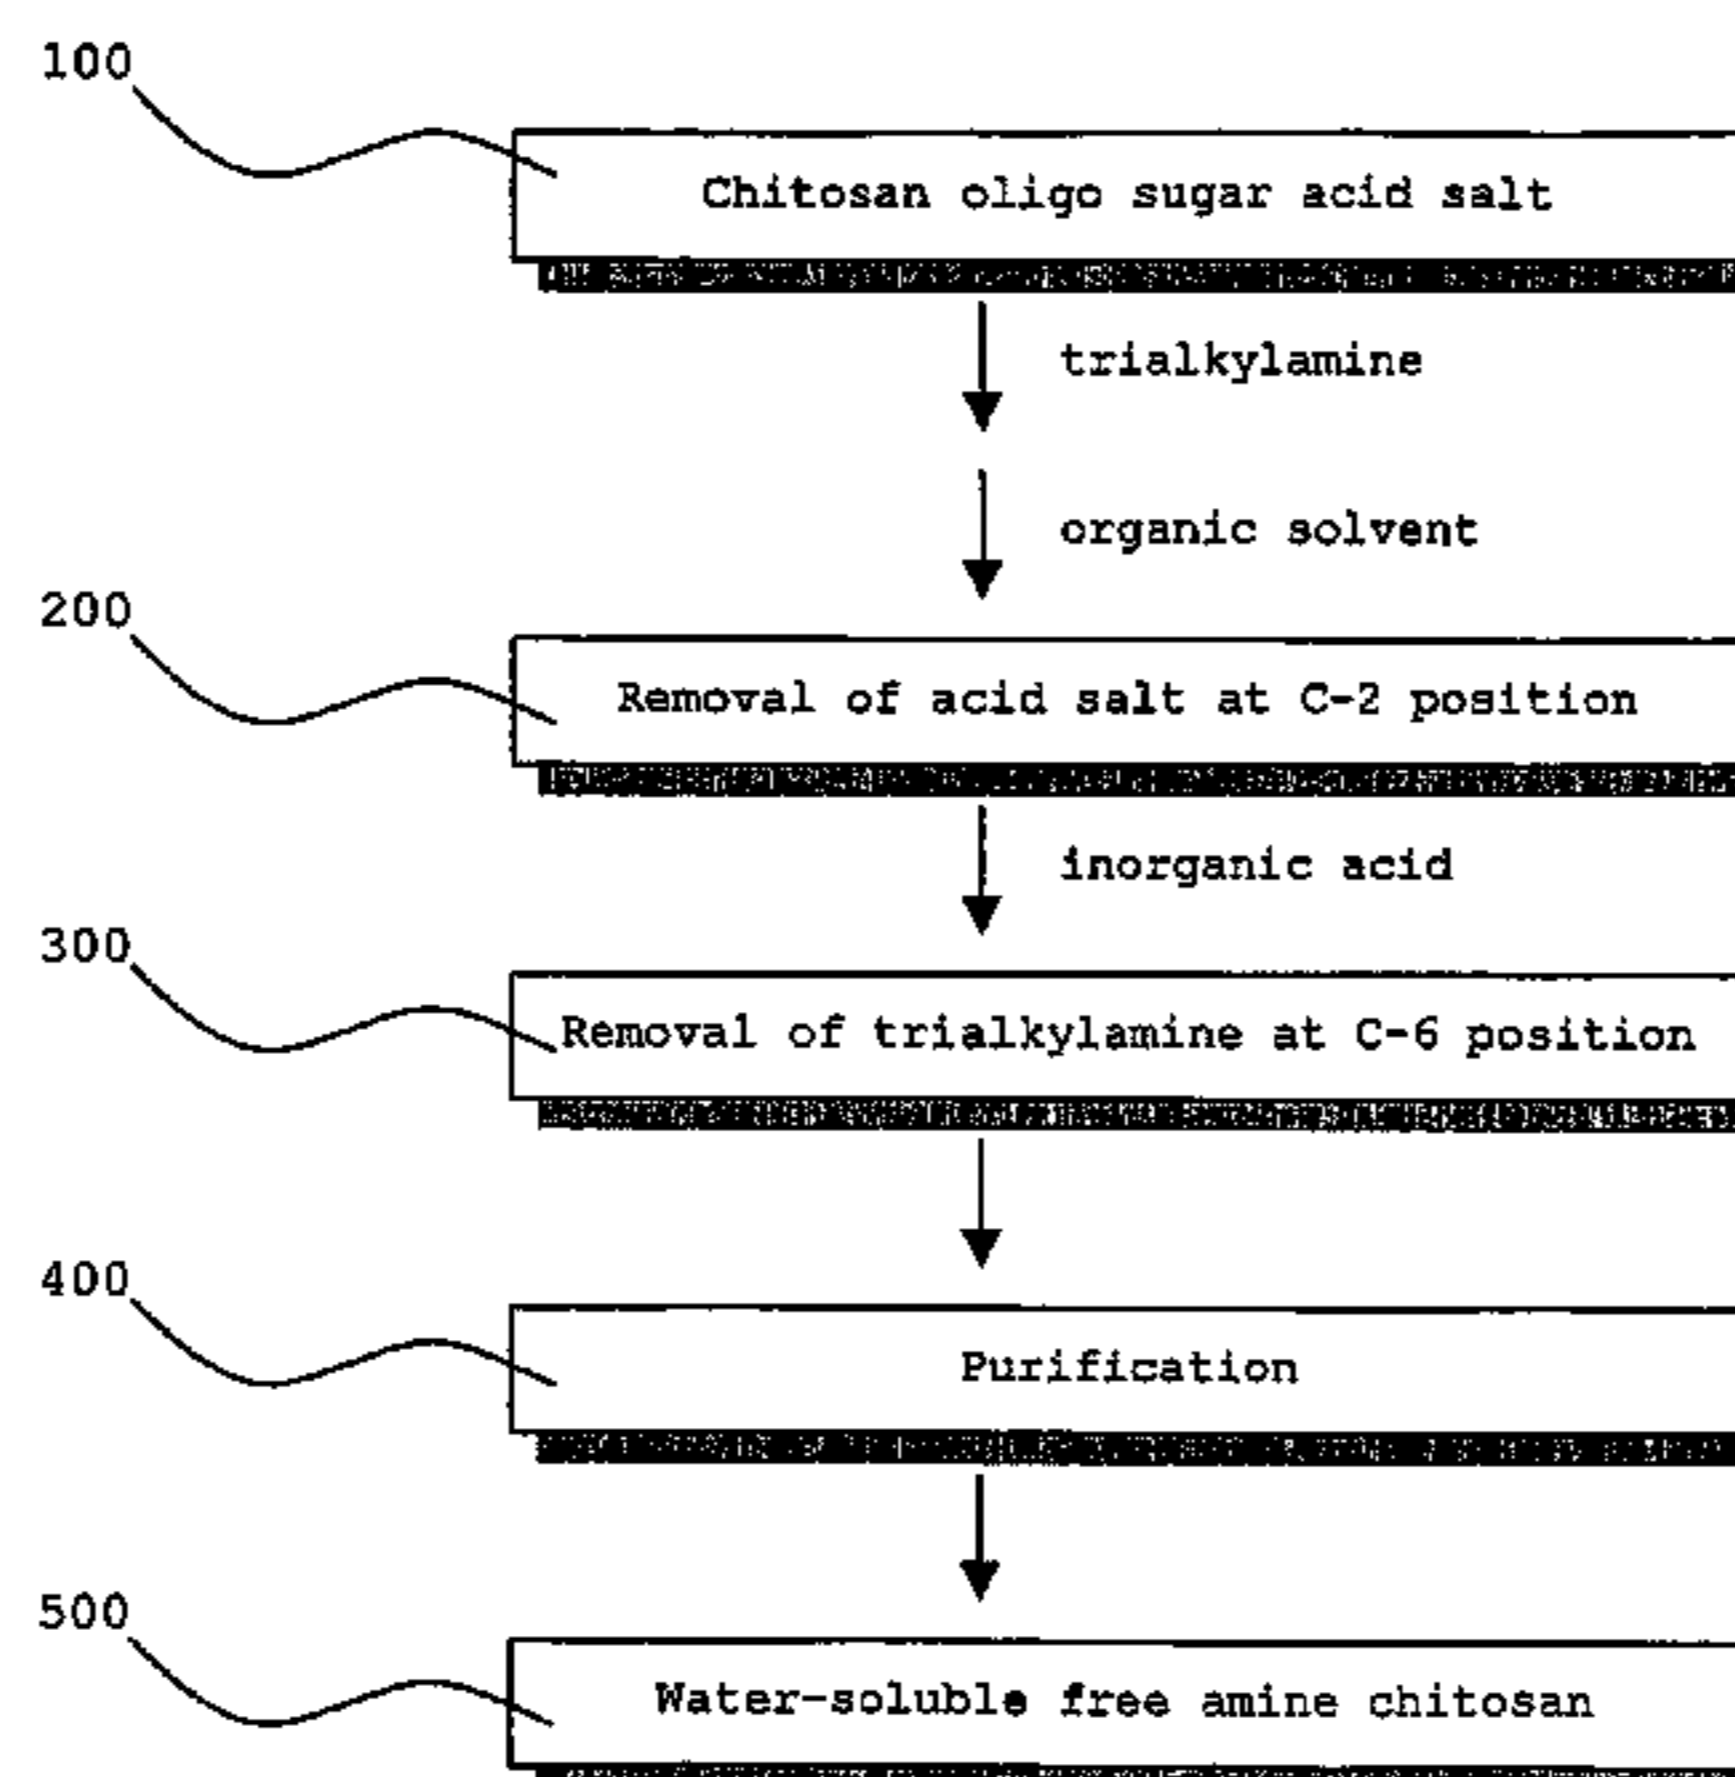 100
Chitosan oligo sugar acid salt
trialkylamine
organic solvent
200
Removal of acid salt at C-2 position
inorganic acid
300
Removal of trialkylamine at C-6 position
400
Purification
500
Water-soluble free amine chitosan